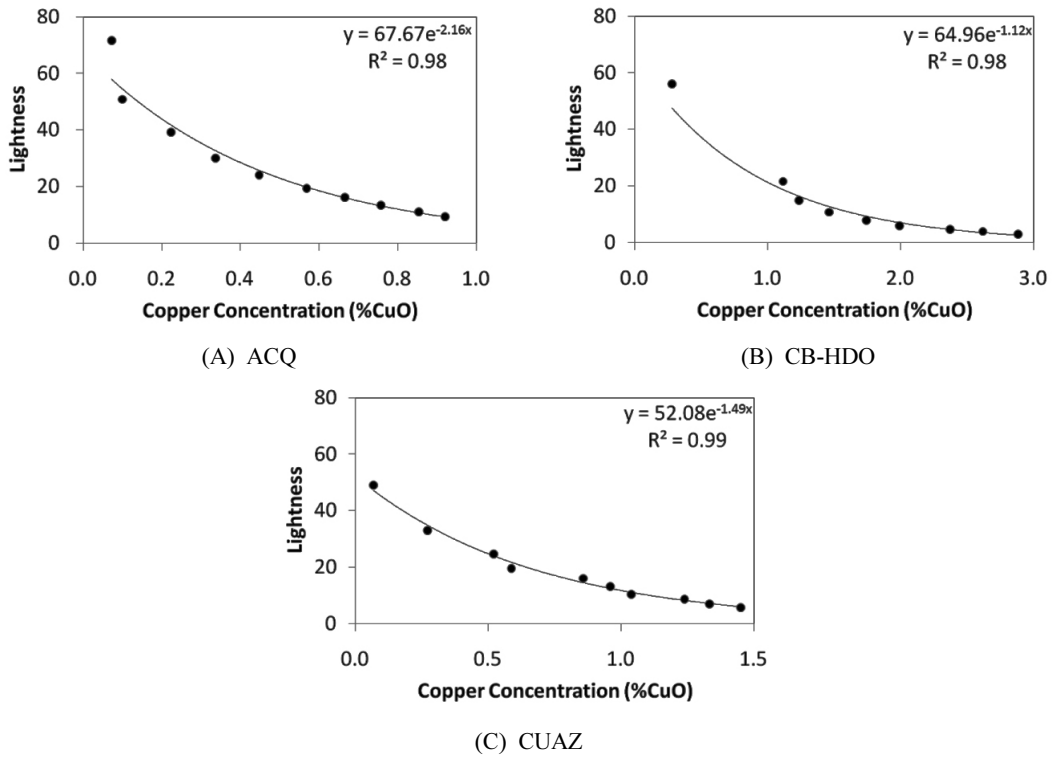 y = 67.67e^-2.16x
R² = 0.98
80
60
40
20
0
Lightness
0.0 0.2 0.4 0.6 0.8 1.0
Copper Concentration (%CuO)
(A) ACQ
y = 64.96e^-1.12x
R² = 0.98
80
60
40
20
0
Lightness
0.0 1.0 2.0 3.0
Copper Concentration (%CuO)
(B) CB-HDO
y = 52.08e^-1.49x
R² = 0.99
80
60
40
20
0
Lightness
0.0 0.5 1.0 1.5
Copper Concentration (%CuO)
(C) CUAZ